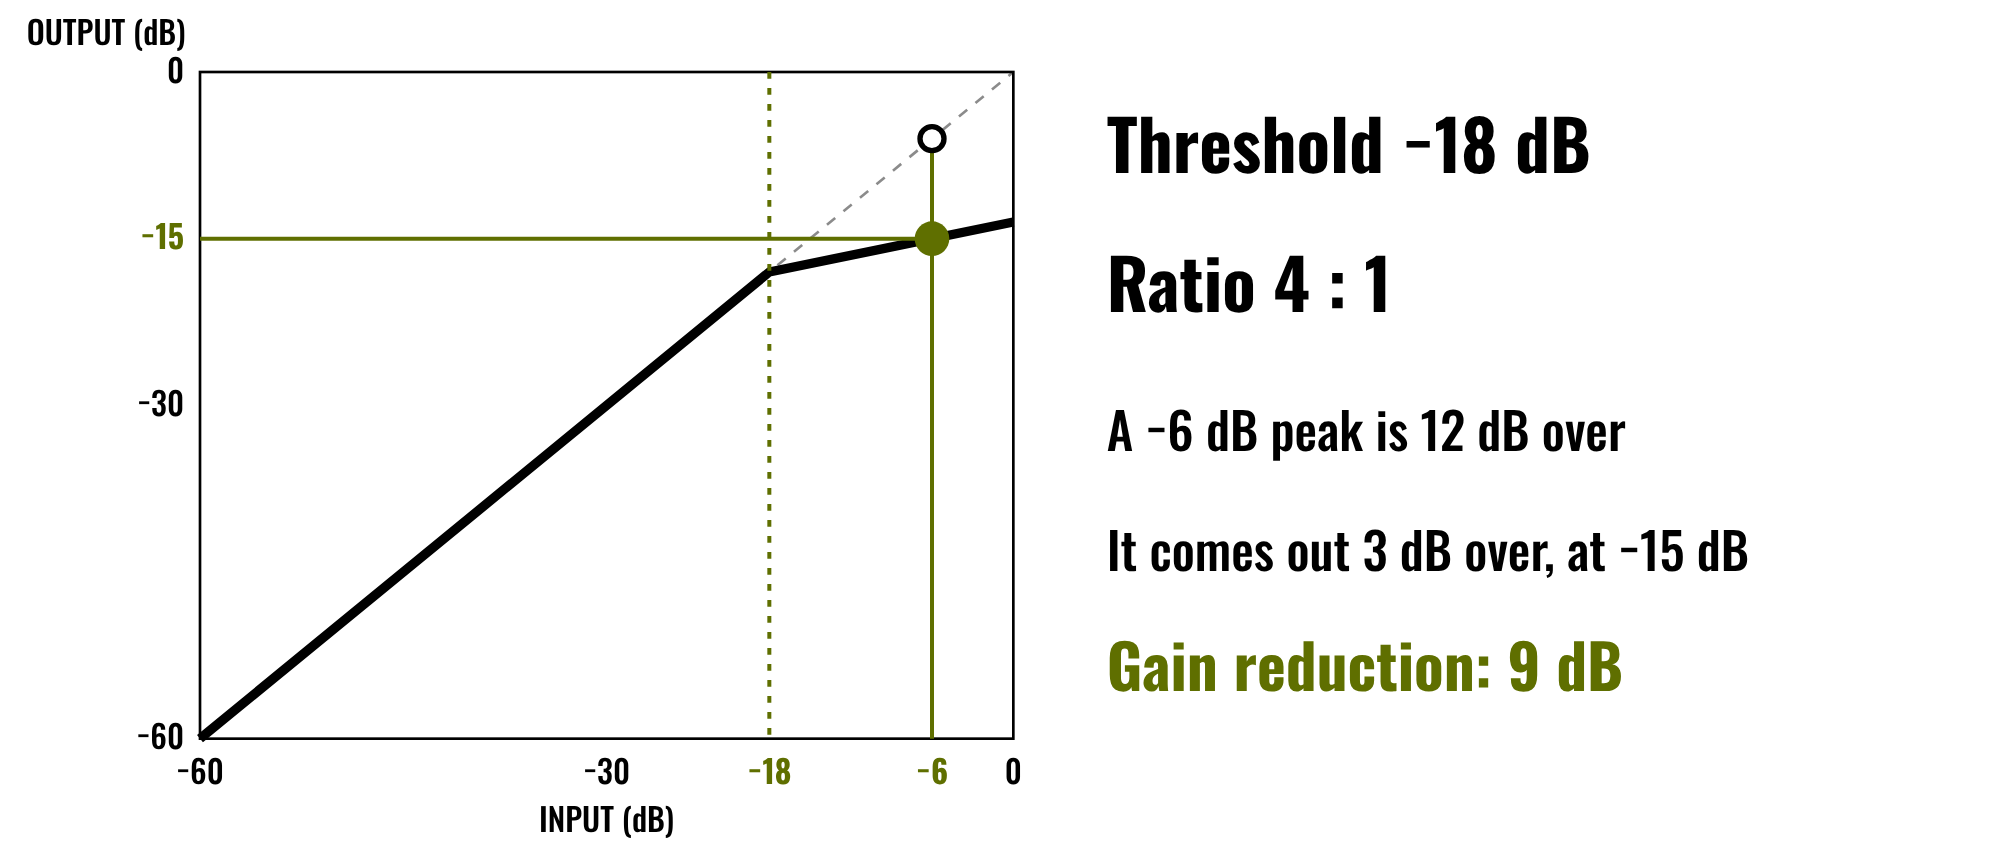 OUTPUT (dB)
0
−15
−30
−60
−60
−30
−18
−6
0
INPUT (dB)
Threshold −18 dB
Ratio 4 : 1
A −6 dB peak is 12 dB over
It comes out 3 dB over, at −15 dB
Gain reduction: 9 dB